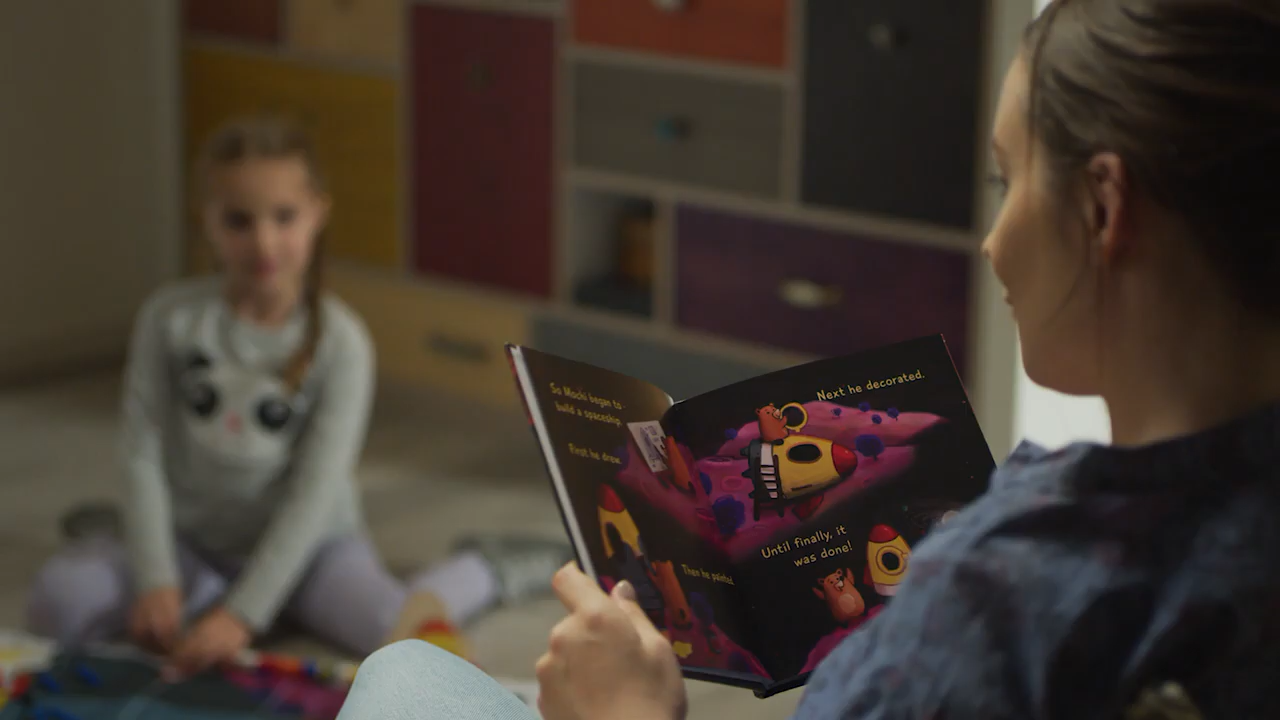 So Mochi began to
build a spaceship.
First he drew.
Then he painted.
Next he decorated.
Until finally, it
was done!